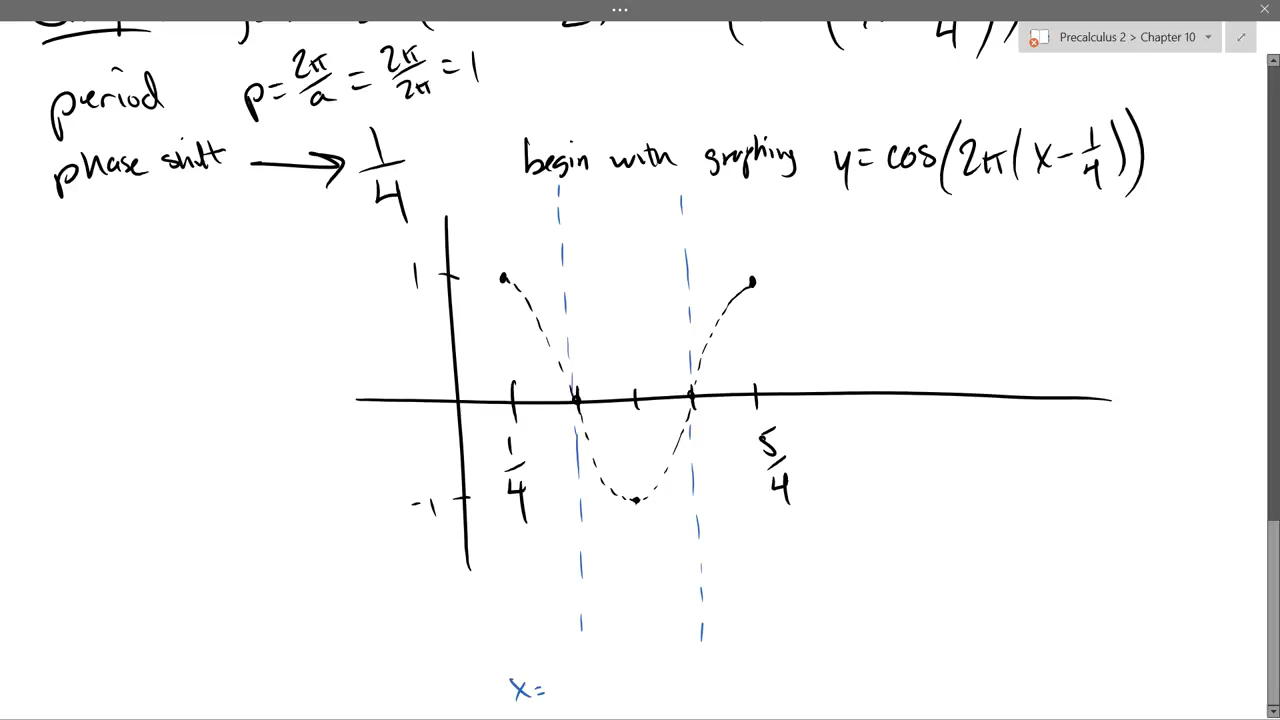 Precalculus 2 > Chapter 10
period p = 2π/a = 2π/2π = 1
phase shift → 1/4 begin with graphing y = cos(2π(x - 1/4))
1
1/4 5/4
-1
x =